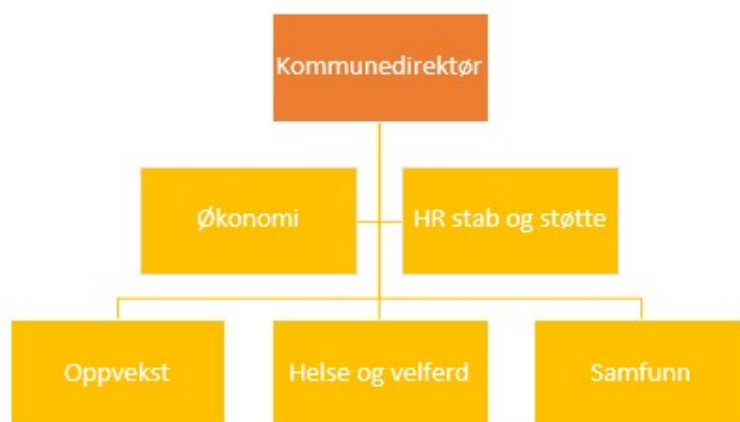 Kommunedirektør
Økonomi
HR stab og støtte
Oppvekst
Helse og velferd
Samfunn